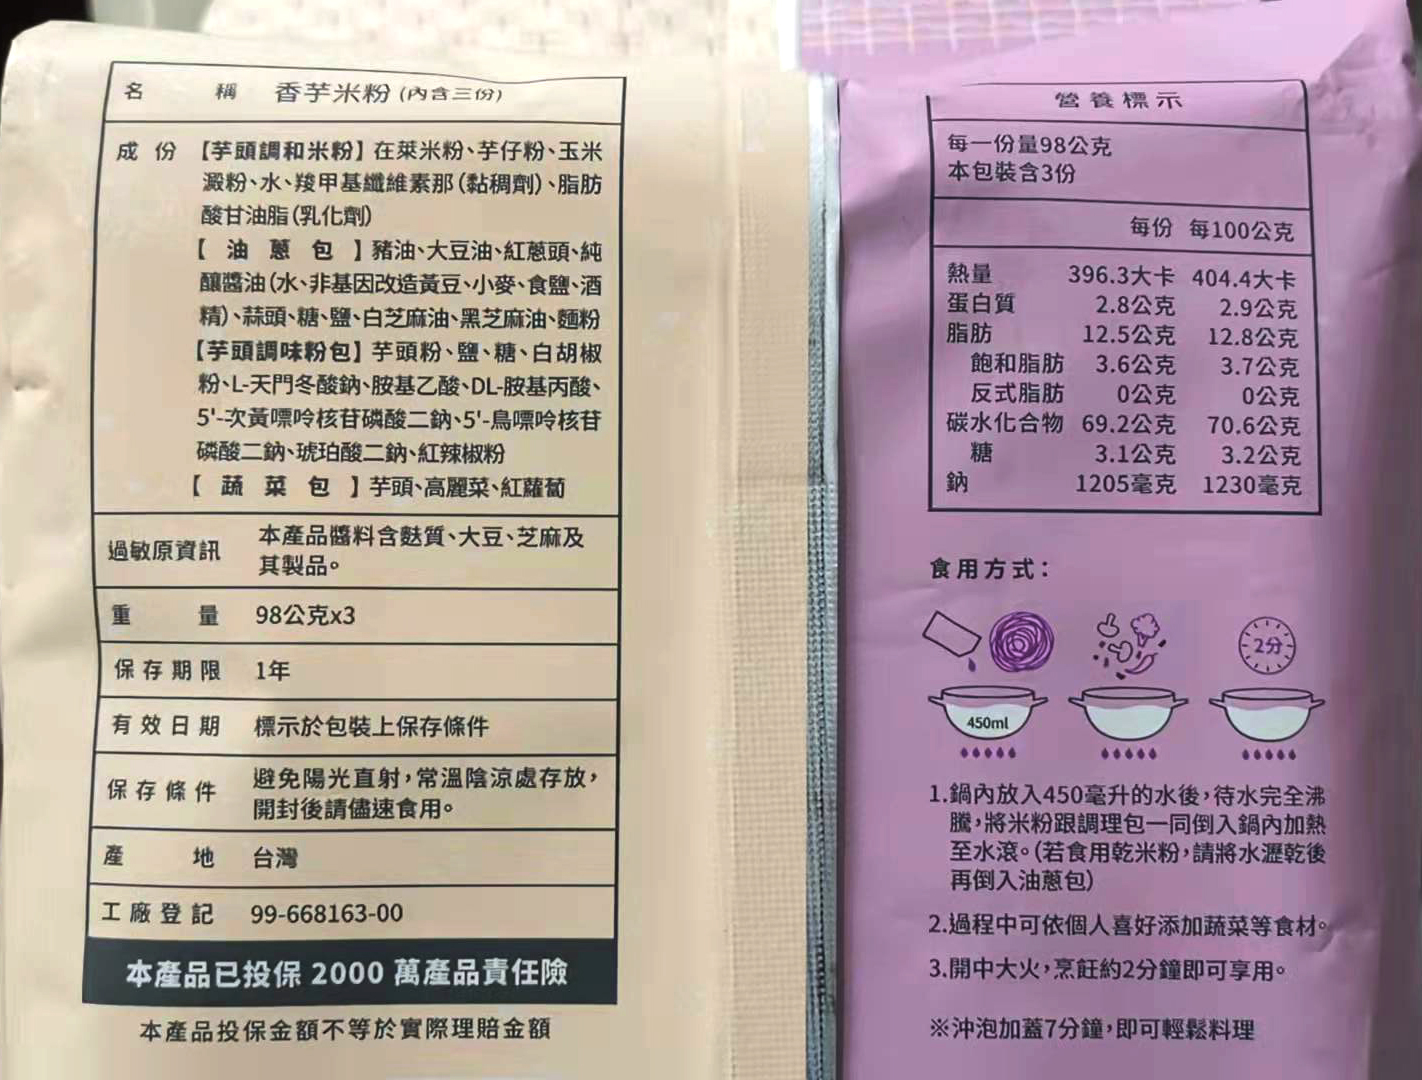 名 稱 香芋米粉 (內含三份)
成 份 【芋頭調和米粉】在萊米粉、芋仔粉、玉米
澱粉、水、羧甲基纖維素那(黏稠劑)、脂肪
酸甘油脂(乳化劑)
【 油 蔥 包 】豬油、大豆油、紅蔥頭、純
釀醬油(水、非基因改造黃豆、小麥、食鹽、酒
精)、蒜頭、糖、鹽、白芝麻油、黑芝麻油、麵粉
【芋頭調味粉包】芋頭粉、鹽、糖、白胡椒
粉、L-天門冬酸鈉、胺基乙酸、DL-胺基丙酸、
5'-次黃嘌呤核苷磷酸二鈉、5'-鳥嘌呤核苷
磷酸二鈉、琥珀酸二鈉、紅辣椒粉
【 蔬 菜 包 】芋頭、高麗菜、紅蘿蔔
過敏原資訊 本產品醬料含麩質、大豆、芝麻及
其製品。
重 量 98公克x3
保存期限 1年
有效日期 標示於包裝上保存條件
保存條件 避免陽光直射,常溫陰涼處存放,
開封後請儘速食用。
產 地 台灣
工廠登記 99-668163-00
本產品已投保 2000 萬產品責任險
本產品投保金額不等於實際理賠金額
營養標示
每一份量98公克
本包裝含3份
每份 每100公克
熱量 396.3大卡 404.4大卡
蛋白質 2.8公克 2.9公克
脂肪 12.5公克 12.8公克
飽和脂肪 3.6公克 3.7公克
反式脂肪 0公克 0公克
碳水化合物 69.2公克 70.6公克
糖 3.1公克 3.2公克
鈉 1205毫克 1230毫克
食用方式:
2分
450ml
1.鍋內放入450毫升的水後,待水完全沸
騰,將米粉跟調理包一同倒入鍋內加熱
至水滾。(若食用乾米粉,請將水瀝乾後
再倒入油蔥包)
2.過程中可依個人喜好添加蔬菜等食材。
3.開中大火,烹飪約2分鐘即可享用。
※沖泡加蓋7分鐘,即可輕鬆料理